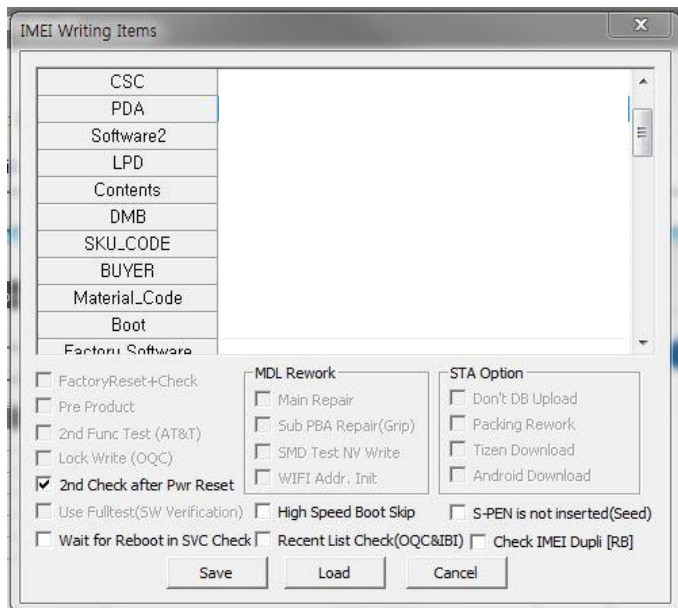 IMEI Writing Items
CSC
PDA
Software2
LPD
Contents
DMB
SKU_CODE
BUYER
Material_Code
Boot
Factory Software
FactoryReset+Check
Pre Product
2nd Func Test (AT&T)
Lock Write (OQC)
2nd Check after Pwr Reset
Use Fulltest(SW Verification)
Wait for Reboot in SVC Check
MDL Rework
Main Repair
Sub PBA Repair(Grip)
SMD Test NV Write
WIFI Addr. Init
High Speed Boot Skip
Recent List Check(OQC&IBI)
STA Option
Don't DB Upload
Packing Rework
Tizen Download
Android Download
S-PEN is not inserted(Seed)
Check IMEI Dupli [RB]
Save
Load
Cancel